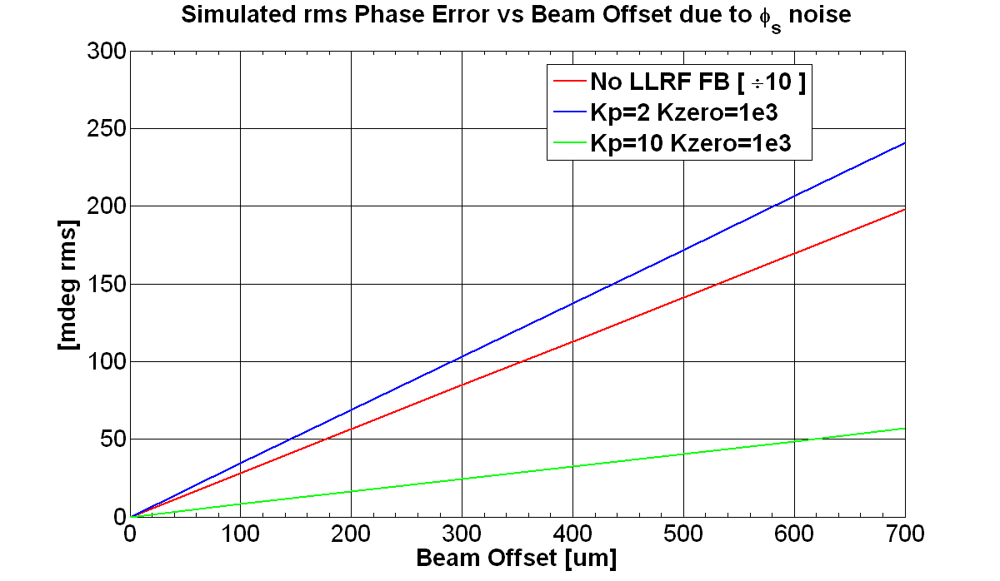 Simulated rms Phase Error vs Beam Offset due to ϕs noise
300
250
200
150
100
50
0
[mdeg rms]
No LLRF FB [ ÷10 ]
Kp=2 Kzero=1e3
Kp=10 Kzero=1e3
0 100 200 300 400 500 600 700
Beam Offset [um]